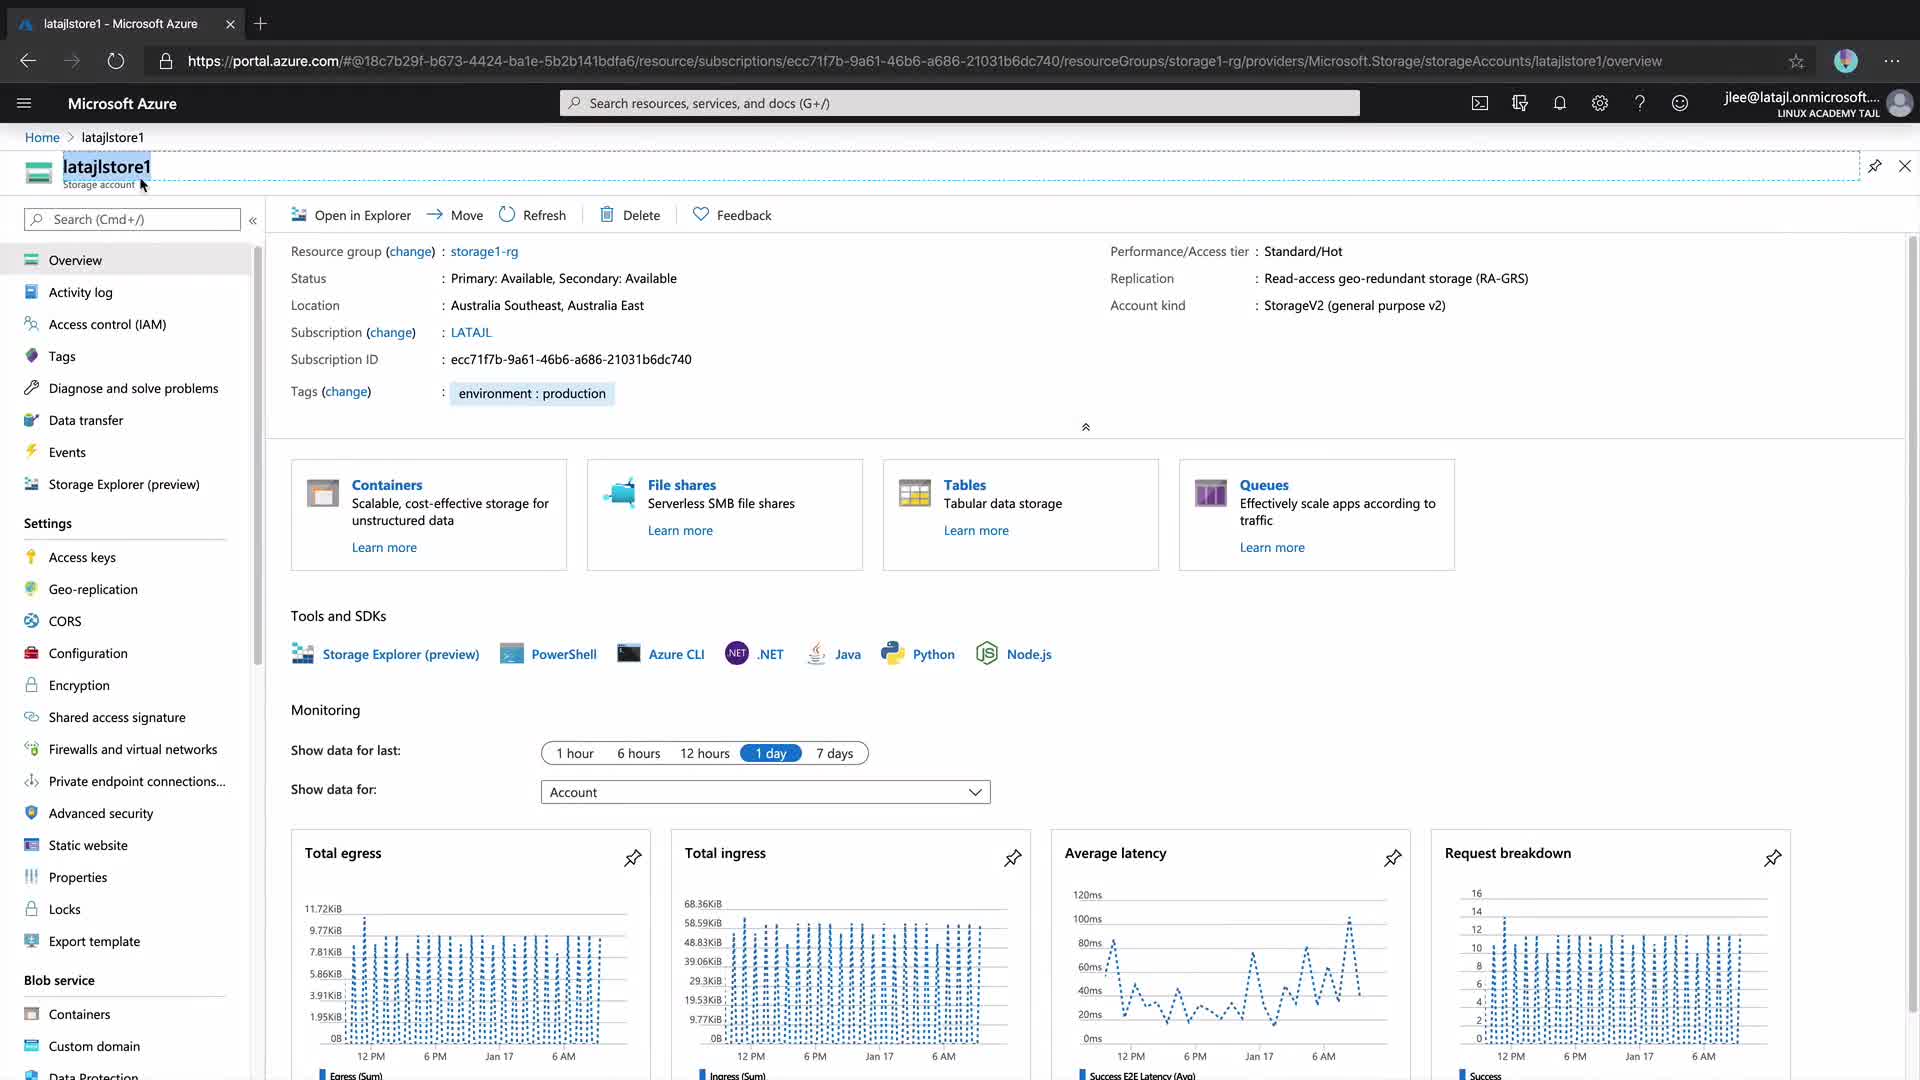 latajlstore1 - Microsoft Azure
https://portal.azure.com/#@18c7b29f-b673-4424-ba1e-5b2b141bdfa6/resource/subscriptions/ecc71f7b-9a61-46b6-a686-21031b6dc740/resourceGroups/storage1-rg/providers/Microsoft.Storage/storageAccounts/latajlstore1/overview
Microsoft Azure
Search resources, services, and docs (G+/)
jlee@latajl.onmicrosoft....
LINUX ACADEMY TAJL
Home > latajlstore1
latajlstore1
Storage account
Search (Cmd+/)
Overview
Activity log
Access control (IAM)
Tags
Diagnose and solve problems
Data transfer
Events
Storage Explorer (preview)
Settings
Access keys
Geo-replication
CORS
Configuration
Encryption
Shared access signature
Firewalls and virtual networks
Private endpoint connections...
Advanced security
Static website
Properties
Locks
Export template
Blob service
Containers
Custom domain
Data Protection
Open in Explorer Move Refresh Delete Feedback
Resource group (change) : storage1-rg
Status : Primary: Available, Secondary: Available
Location : Australia Southeast, Australia East
Subscription (change) : LATAJL
Subscription ID : ecc71f7b-9a61-46b6-a686-21031b6dc740
Tags (change) : environment : production
Performance/Access tier : Standard/Hot
Replication : Read-access geo-redundant storage (RA-GRS)
Account kind : StorageV2 (general purpose v2)
Containers
Scalable, cost-effective storage for
unstructured data
Learn more
File shares
Serverless SMB file shares
Learn more
Tables
Tabular data storage
Learn more
Queues
Effectively scale apps according to
traffic
Learn more
Tools and SDKs
Storage Explorer (preview) PowerShell Azure CLI .NET Java Python Node.js
Monitoring
Show data for last: 1 hour 6 hours 12 hours 1 day 7 days
Show data for: Account
Total egress
11.72KiB
9.77KiB
7.81KiB
5.86KiB
3.91KiB
1.95KiB
0B
12 PM 6 PM Jan 17 6 AM
Egress (Sum)
Total ingress
68.36KiB
58.59KiB
48.83KiB
39.06KiB
29.3KiB
19.53KiB
9.77KiB
0B
12 PM 6 PM Jan 17 6 AM
Ingress (Sum)
Average latency
120ms
100ms
80ms
60ms
40ms
20ms
0ms
12 PM 6 PM Jan 17 6 AM
Success E2E Latency (Avg)
Request breakdown
16
14
12
10
8
6
4
2
0
12 PM 6 PM Jan 17 6 AM
Success